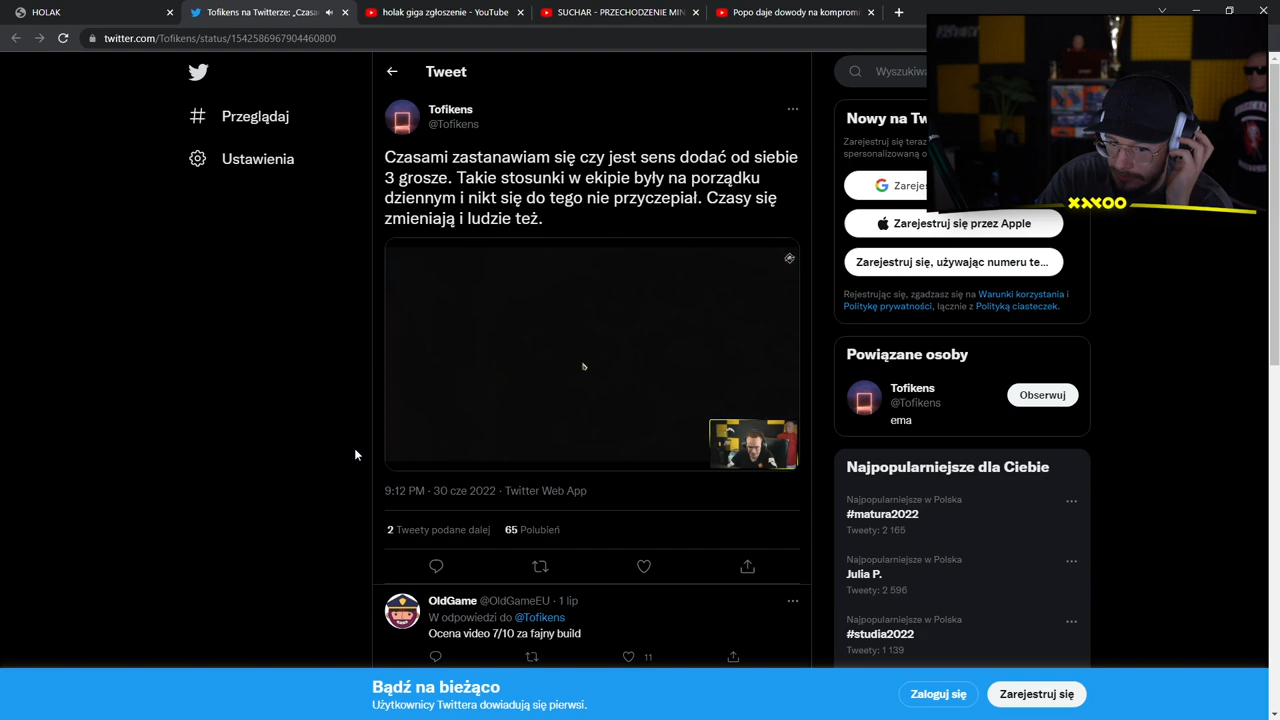 HOLAK
Tofikens na Twitterze: „Czasa
holak giga zgłoszenie - YouTube
SUCHAR - PRZECHODZENIE MIN
Popo daje dowody na komprom
twitter.com/Tofikens/status/1542586967904460800
Przeglądaj
Ustawienia
Tweet
Tofikens
@Tofikens
Czasami zastanawiam się czy jest sens dodać od siebie
3 grosze. Takie stosunki w ekipie były na porządku
dziennym i nikt się do tego nie przyczepiał. Czasy się
zmieniają i ludzie też.
9:12 PM · 30 cze 2022 · Twitter Web App
2 Tweety podane dalej 65 Polubień
OldGame @OldGameEU · 1 lip
W odpowiedzi do @Tofikens
Ocena video 7/10 za fajny build
11
Wyszukiwa
Nowy na Tw
Zarejestruj się teraz
spersonalizowaną o
Zarejes
XAYOO
Zarejestruj się przez Apple
Zarejestruj się, używając numeru te...
Rejestrując się, zgadzasz się na Warunki korzystania i
Politykę prywatności, łącznie z Polityką ciasteczek.
Powiązane osoby
Tofikens
@Tofikens
Obserwuj
ema
Najpopularniejsze dla Ciebie
Najpopularniejsze w Polska
#matura2022
Tweety: 2 165
Najpopularniejsze w Polska
Julia P.
Tweety: 2 596
Najpopularniejsze w Polska
#studia2022
Tweety: 1 139
Bądź na bieżąco
Użytkownicy Twittera dowiadują się pierwsi.
Zaloguj się
Zarejestruj się